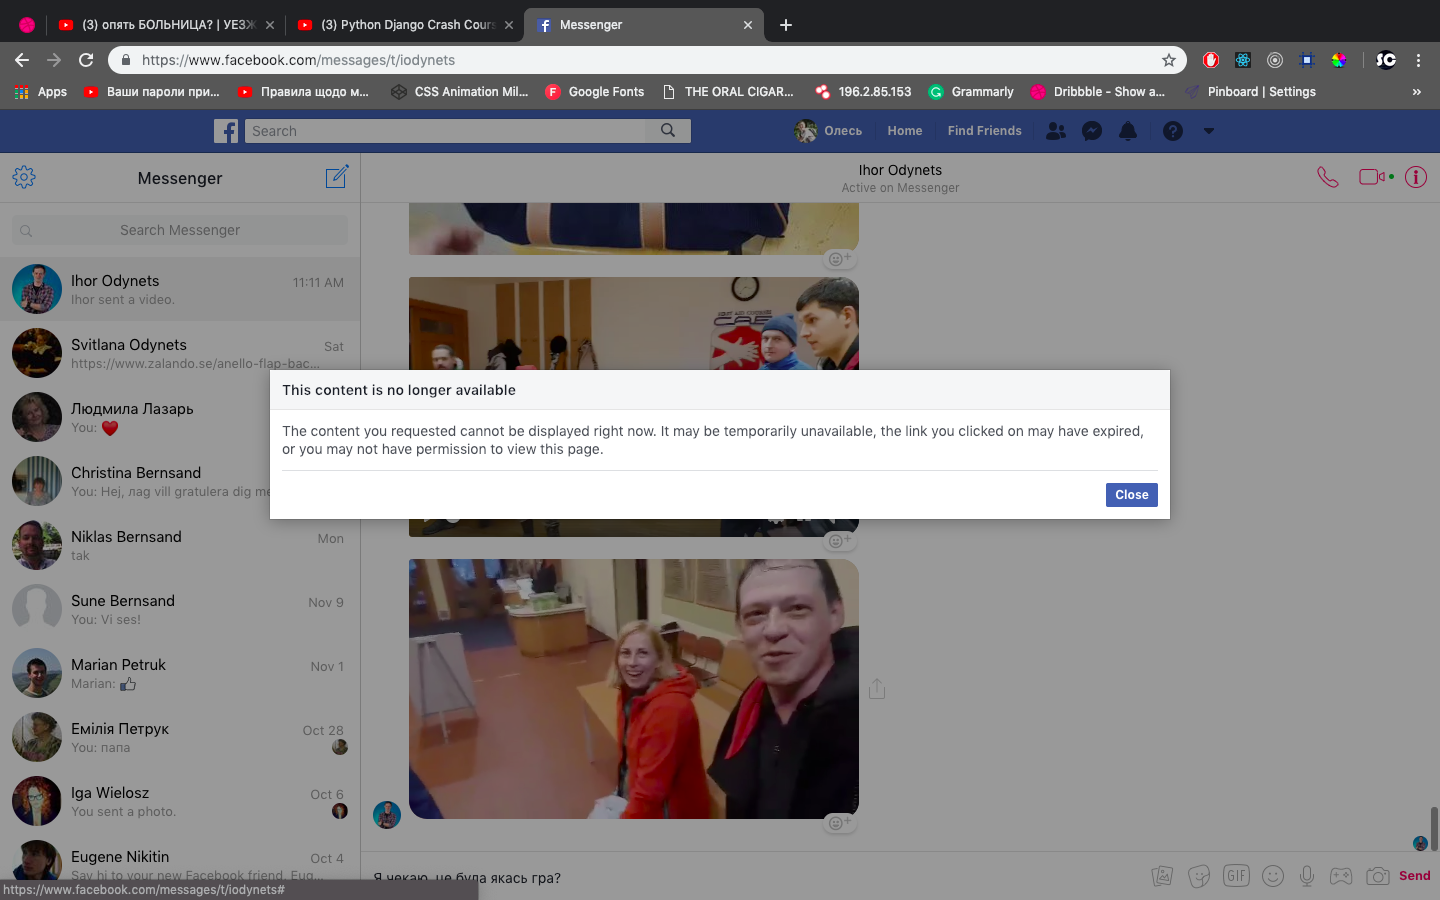 (3) опять БОЛЬНИЦА? | УЕЗЖ
(3) Python Django Crash Cours
Messenger
https://www.facebook.com/messages/t/iodynets
Apps
Ваши пароли при...
Правила щодо м...
CSS Animation Mil...
Google Fonts
THE ORAL CIGAR...
196.2.85.153
Grammarly
Dribbble - Show a...
Pinboard | Settings
Search
Олесь
Home
Find Friends
Messenger
Ihor Odynets
Active on Messenger
Search Messenger
Ihor Odynets
11:11 AM
Ihor sent a video.
Svitlana Odynets
Sat
https://www.zalando.se/anello-flap-bac...
Людмила Лазарь
You: ❤️
Christina Bernsand
You: Hej, лаg vill gratulera dig me
Niklas Bernsand
Mon
tak
Sune Bernsand
Nov 9
You: Vi ses!
Marian Petruk
Nov 1
Marian: 👍
Емілія Петрук
Oct 28
You: папа
Iga Wielosz
Oct 6
You sent a photo.
Eugene Nikitin
Oct 4
Say hi to your new Facebook friend, Eug...
This content is no longer available
The content you requested cannot be displayed right now. It may be temporarily unavailable, the link you clicked on may have expired,
or you may not have permission to view this page.
Close
Я чекаю, це була якась гра?
GIF
Send
https://www.facebook.com/messages/t/iodynets#